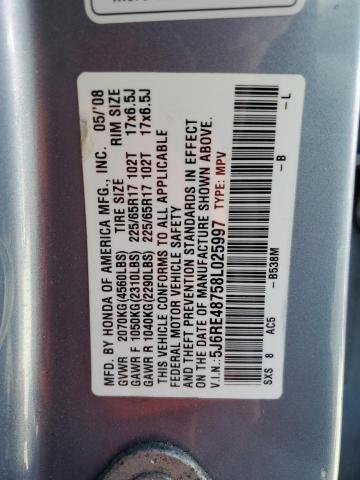 MFD. BY HONDA OF AMERICA MFG., INC. 05/'08
TIRE SIZE RIM SIZE
GVWR 2070KG(4560LBS)
GAWR F 1050KG(2310LBS) 225/65R17 102T 17x6.5J
GAWR R 1040KG(2290LBS) 225/65R17 102T 17x6.5J
THIS VEHICLE CONFORMS TO ALL APPLICABLE
FEDERAL MOTOR VEHICLE SAFETY
AND THEFT PREVENTION STANDARDS IN EFFECT
ON THE DATE OF MANUFACTURE SHOWN ABOVE.
V.I.N.:5J6RE48758L025997 TYPE: MPV
SXS 8 AC5 -B538M -B -L